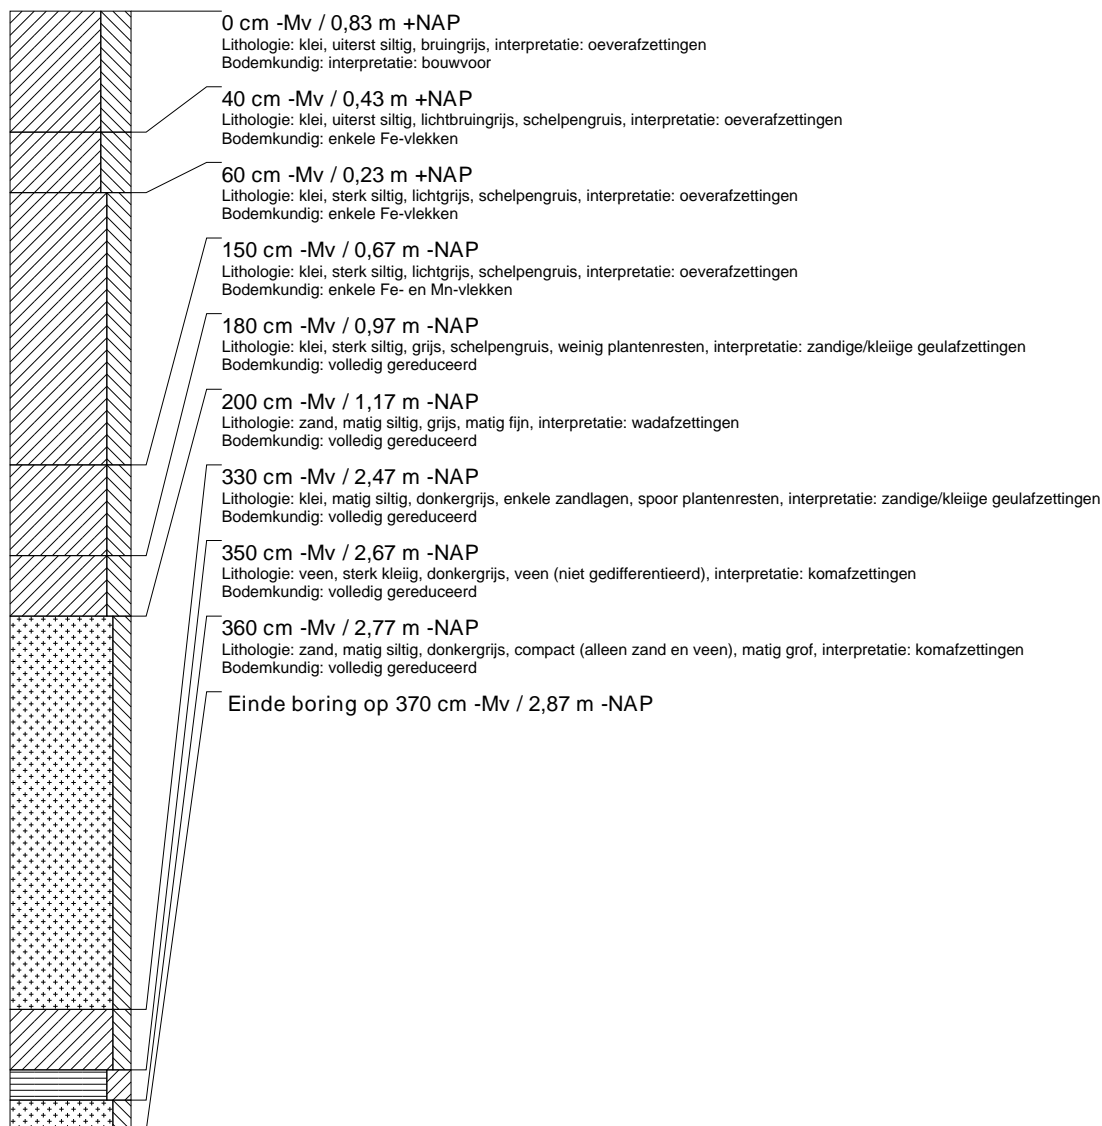 0 cm -Mv / 0,83 m +NAP
Lithologie: klei, uiterst siltig, bruingrijs, interpretatie: oeverafzettingen
Bodemkundig: interpretatie: bouwvoor
40 cm -Mv / 0,43 m +NAP
Lithologie: klei, uiterst siltig, lichtbruingrijs, schelpengruis, interpretatie: oeverafzettingen
Bodemkundig: enkele Fe-vlekken
60 cm -Mv / 0,23 m +NAP
Lithologie: klei, sterk siltig, lichtgrijs, schelpengruis, interpretatie: oeverafzettingen
Bodemkundig: enkele Fe-vlekken
150 cm -Mv / 0,67 m -NAP
Lithologie: klei, sterk siltig, lichtgrijs, schelpengruis, interpretatie: oeverafzettingen
Bodemkundig: enkele Fe- en Mn-vlekken
180 cm -Mv / 0,97 m -NAP
Lithologie: klei, sterk siltig, grijs, schelpengruis, weinig plantenresten, interpretatie: zandige/kleiige geulafzettingen
Bodemkundig: volledig gereduceerd
200 cm -Mv / 1,17 m -NAP
Lithologie: zand, matig siltig, grijs, matig fijn, interpretatie: wadafzettingen
Bodemkundig: volledig gereduceerd
330 cm -Mv / 2,47 m -NAP
Lithologie: klei, matig siltig, donkergrijs, enkele zandlagen, spoor plantenresten, interpretatie: zandige/kleiige geulafzettingen
Bodemkundig: volledig gereduceerd
350 cm -Mv / 2,67 m -NAP
Lithologie: veen, sterk kleiig, donkergrijs, veen (niet gedifferentieerd), interpretatie: komafzettingen
Bodemkundig: volledig gereduceerd
360 cm -Mv / 2,77 m -NAP
Lithologie: zand, matig siltig, donkergrijs, compact (alleen zand en veen), matig grof, interpretatie: komafzettingen
Bodemkundig: volledig gereduceerd
Einde boring op 370 cm -Mv / 2,87 m -NAP